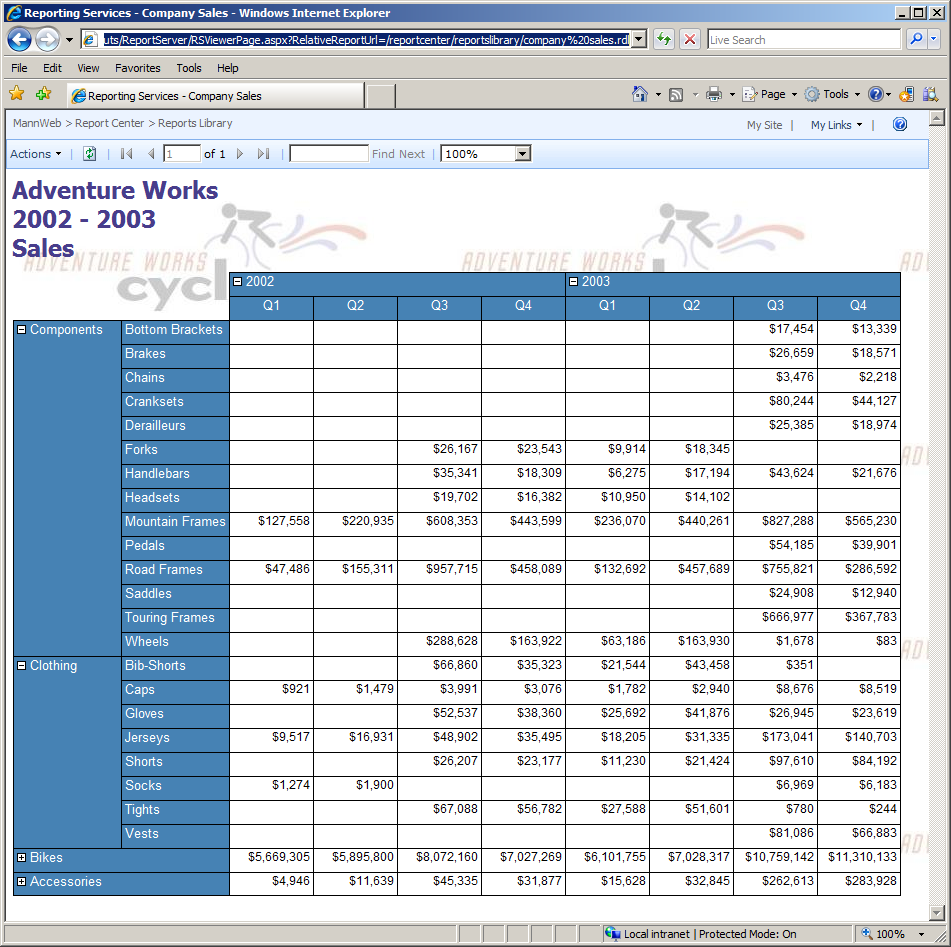 Reporting Services - Company Sales - Windows Internet Explorer
uts/ReportServer/RSViewerPage.aspx?RelativeReportUrl=/reportcenter/reportslibrary/company%20sales.rdl
Live Search
File Edit View Favorites Tools Help
Reporting Services - Company Sales
Page Tools
MannWeb > Report Center > Reports Library
My Site | My Links |
Actions | 1 of 1 | Find Next | 100%
Adventure Works
2002 - 2003
Sales
ADVENTURE WORKS ADVENTURE WORKS AD
cycl
2002 2003
Q1 Q2 Q3 Q4 Q1 Q2 Q3 Q4
Components Bottom Brackets $17,454 $13,339
Brakes $26,659 $18,571
Chains $3,476 $2,218
Cranksets $80,244 $44,127
Derailleurs $25,385 $18,974
Forks $26,167 $23,543 $9,914 $18,345
Handlebars $35,341 $18,309 $6,275 $17,194 $43,624 $21,676
Headsets $19,702 $16,382 $10,950 $14,102
Mountain Frames $127,558 $220,935 $608,353 $443,599 $236,070 $440,261 $827,288 $565,230
Pedals $54,185 $39,901
Road Frames $47,486 $155,311 $957,715 $458,089 $132,692 $457,689 $755,821 $286,592
Saddles $24,908 $12,940
Touring Frames $666,977 $367,783
Wheels $288,628 $163,922 $63,186 $163,930 $1,678 $83
Clothing Bib-Shorts $66,860 $35,323 $21,544 $43,458 $351
Caps $921 $1,479 $3,991 $3,076 $1,782 $2,940 $8,676 $8,519
Gloves $52,537 $38,360 $25,692 $41,876 $26,945 $23,619
Jerseys $9,517 $16,931 $48,902 $35,495 $18,205 $31,335 $173,041 $140,703
Shorts $26,207 $23,177 $11,230 $21,424 $97,610 $84,192
Socks $1,274 $1,900 $6,969 $6,183
Tights $67,088 $56,782 $27,588 $51,601 $780 $244
Vests $81,086 $66,883
Bikes $5,669,305 $5,895,800 $8,072,160 $7,027,269 $6,101,755 $7,028,317 $10,759,142 $11,310,133
Accessories $4,946 $11,639 $45,335 $31,877 $15,628 $32,845 $262,613 $283,928
Local intranet | Protected Mode: On 100%